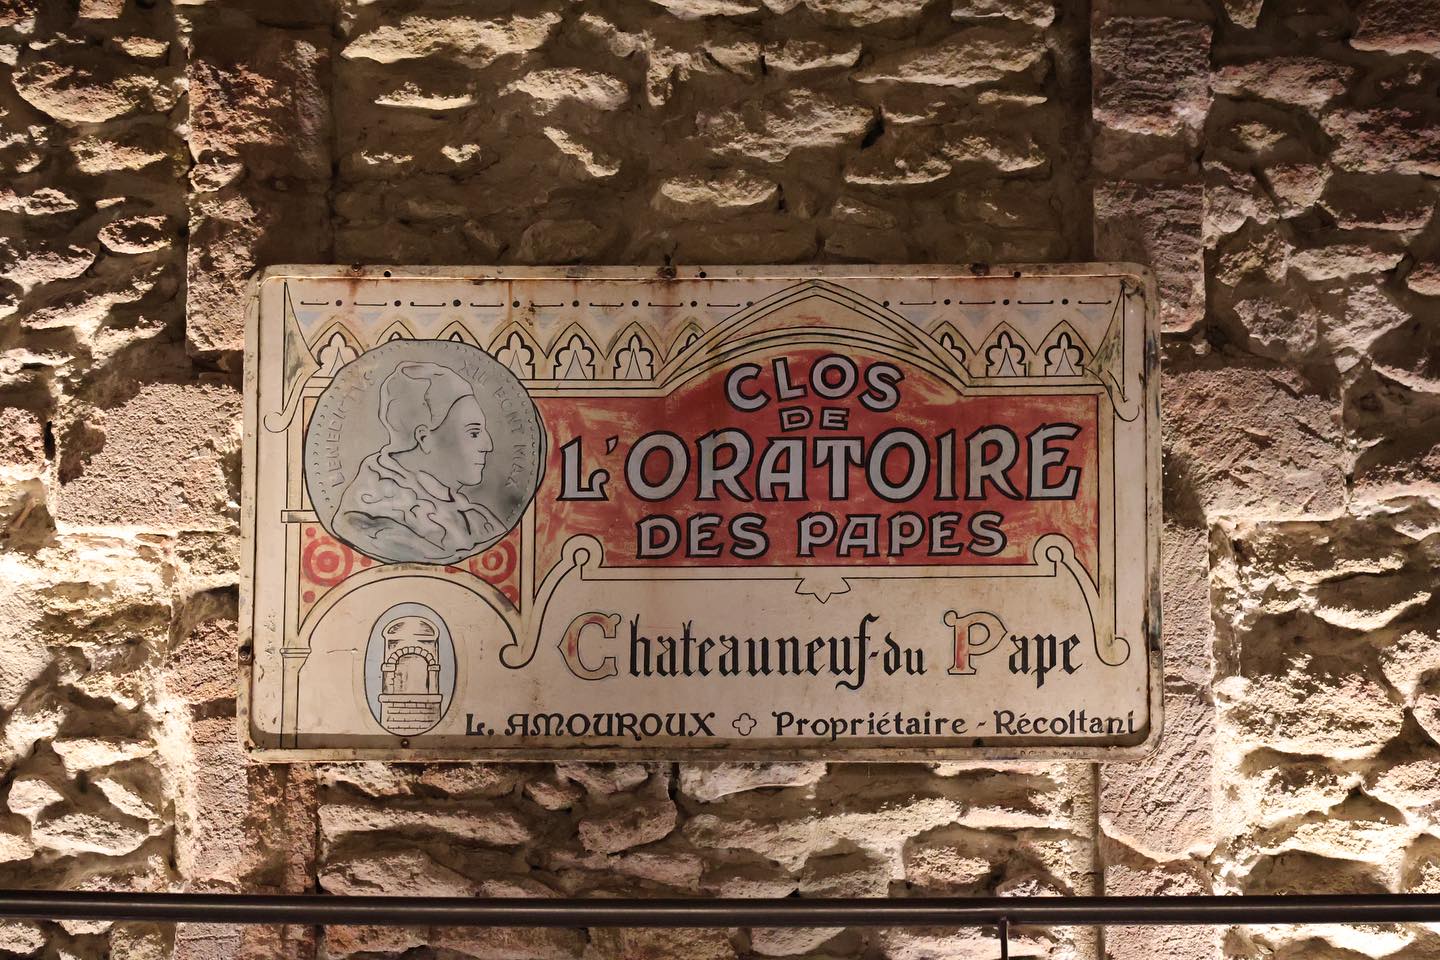 BENEDICTUS XII PONT MAX
CLOS
DE
L'ORATOIRE
DES PAPES
Chateauneuf-du Pape
L. AMOUROUX Propriétaire - Récoltant